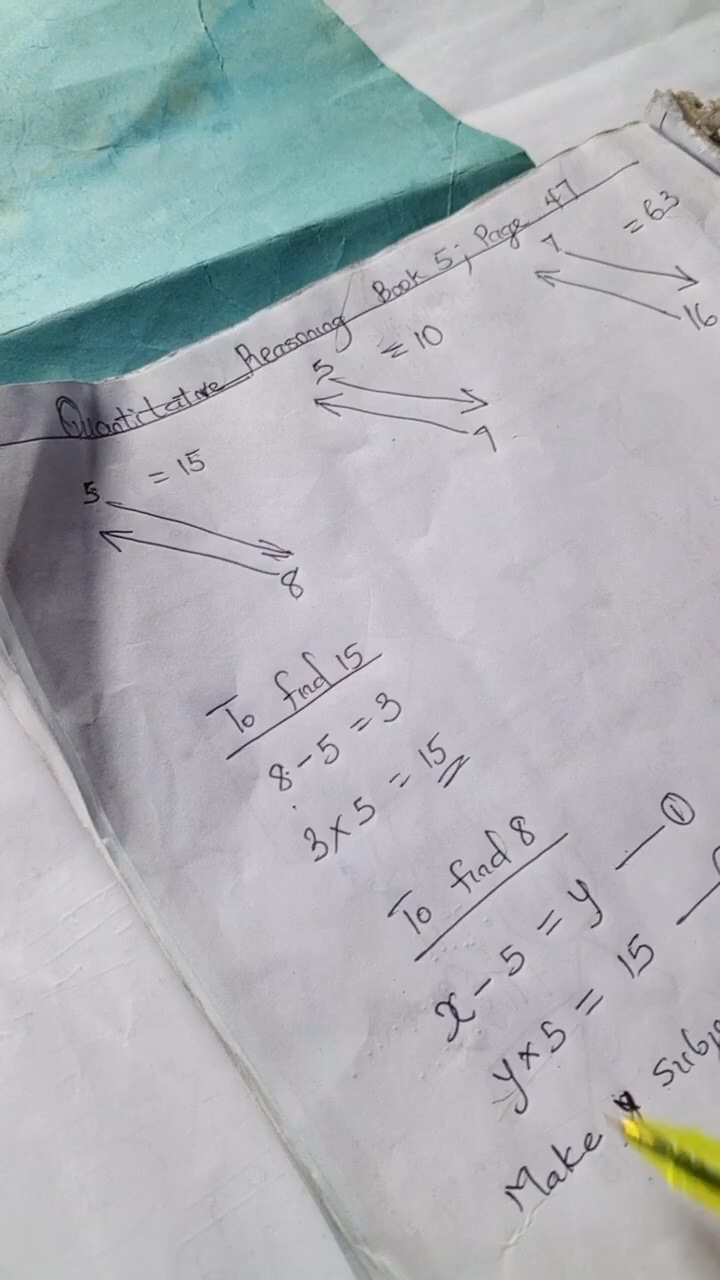 Quantitative Reasoning Book 5; Page 47
5 = 15
8
5 = 10
7
7 = 63
16
To find 15
8 - 5 = 3
3 x 5 = 15
To find 8
x - 5 = y — ①
y x 5 = 15 —
Make y